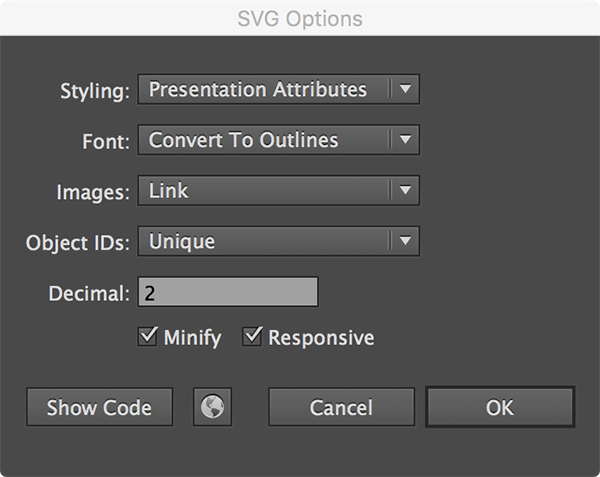 SVG Options
Styling: Presentation Attributes
Font: Convert To Outlines
Images: Link
Object IDs: Unique
Decimal: 2
Minify Responsive
Show Code Cancel OK